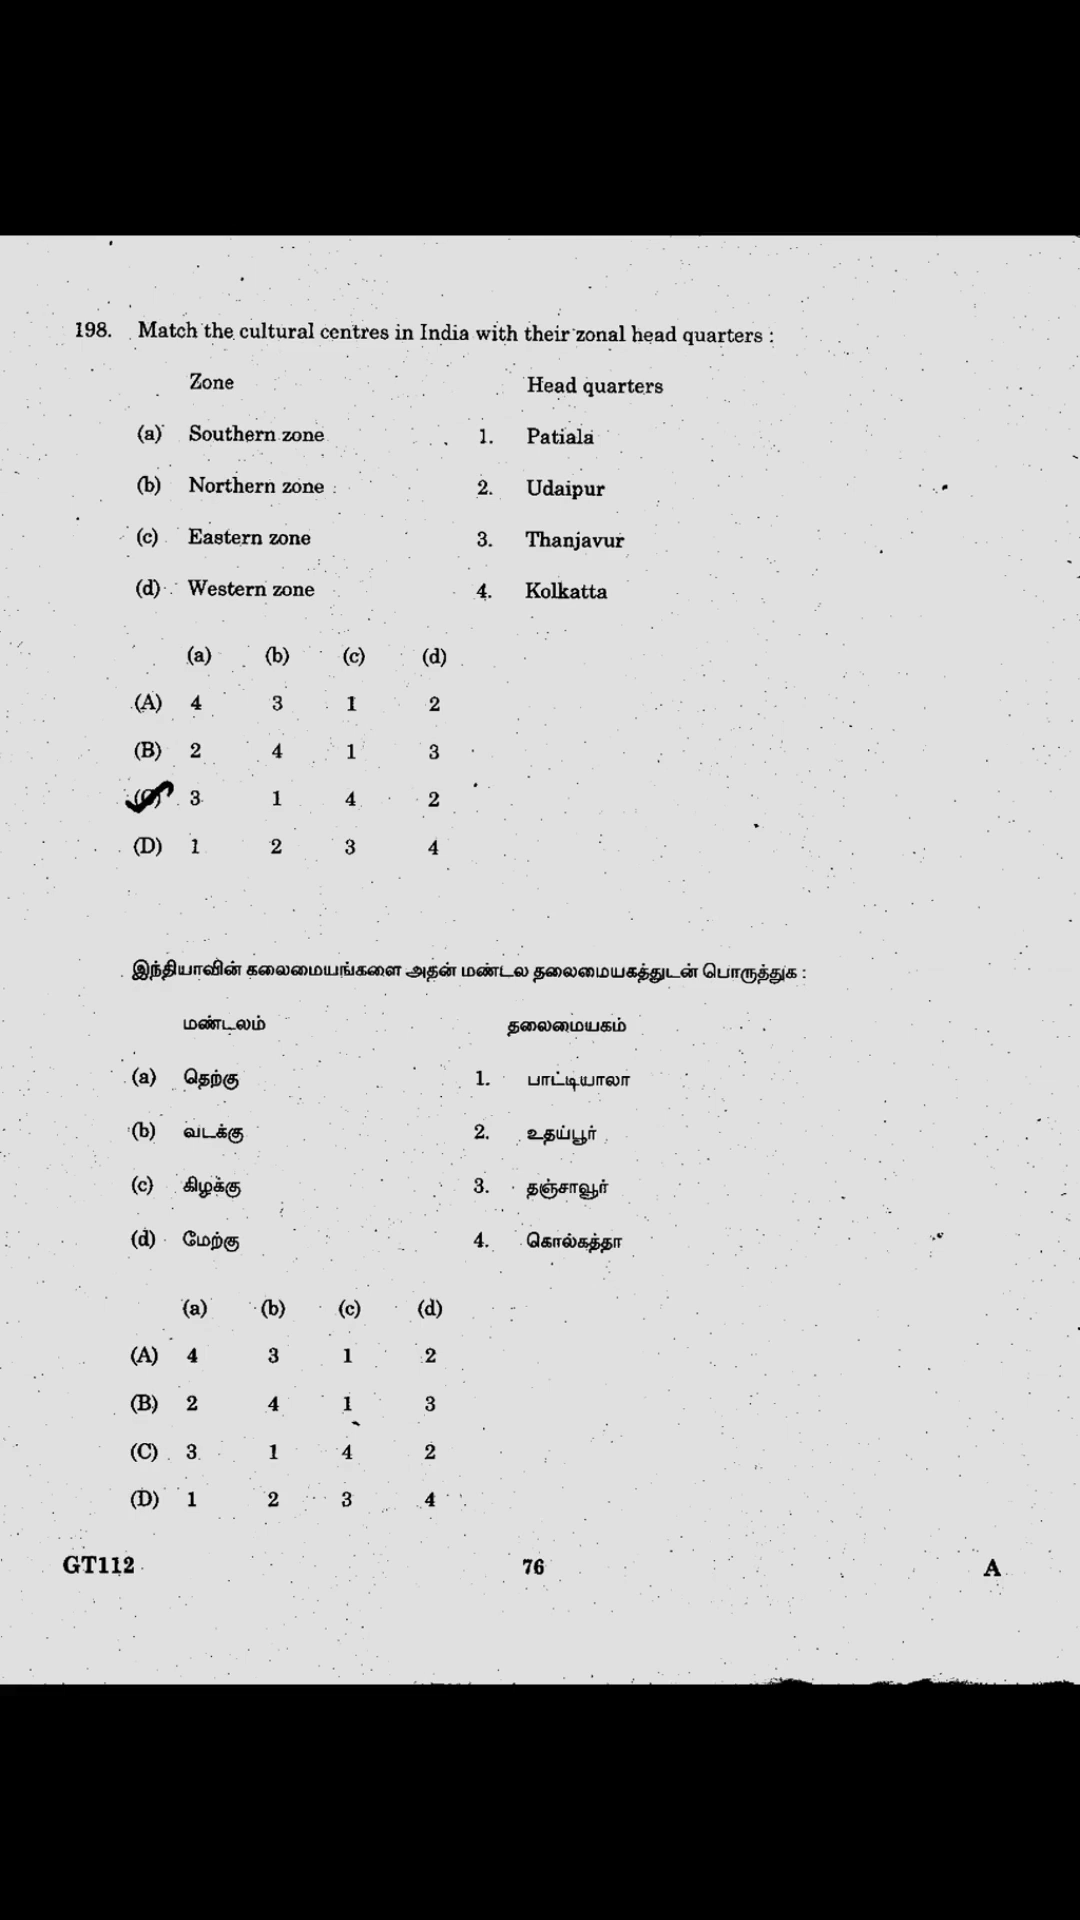 198. Match the cultural centres in India with their zonal head quarters :
Zone Head quarters
(a) Southern zone 1. Patiala
(b) Northern zone 2. Udaipur
(c) Eastern zone 3. Thanjavur
(d) Western zone 4. Kolkatta
(a) (b) (c) (d)
(A) 4 3 1 2
(B) 2 4 1 3
(C) 3 1 4 2
(D) 1 2 3 4
இந்தியாவின் கலைமையங்களை அதன் மண்டல தலைமையகத்துடன் பொருத்துக :
மண்டலம் தலைமையகம்
(a) தெற்கு 1. பாட்டியாலா
(b) வடக்கு 2. உதய்பூர்
(c) கிழக்கு 3. தஞ்சாவூர்
(d) மேற்கு 4. கொல்கத்தா
(a) (b) (c) (d)
(A) 4 3 1 2
(B) 2 4 1 3
(C) 3 1 4 2
(D) 1 2 3 4
GT112 76 A